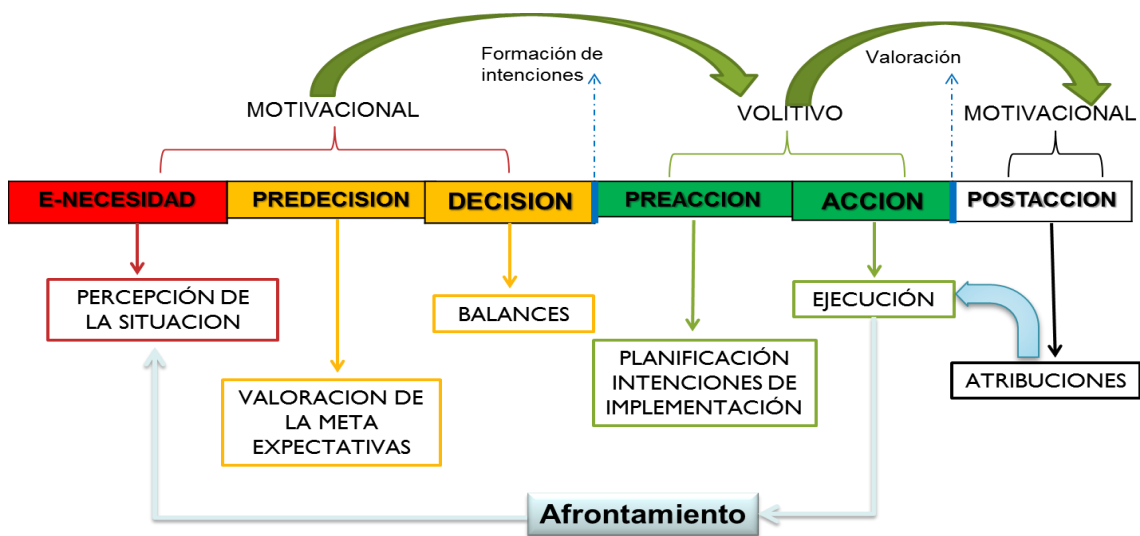 Formación de
intenciones
Valoración
MOTIVACIONAL
VOLITIVO
MOTIVACIONAL
E-NECESIDAD
PREDECISION
DECISION
PREACCION
ACCION
POSTACCION
PERCEPCIÓN DE
LA SITUACION
BALANCES
EJECUCIÓN
PLANIFICACIÓN
INTENCIONES DE
IMPLEMENTACIÓN
ATRIBUCIONES
VALORACION DE
LA META
EXPECTATIVAS
Afrontamiento